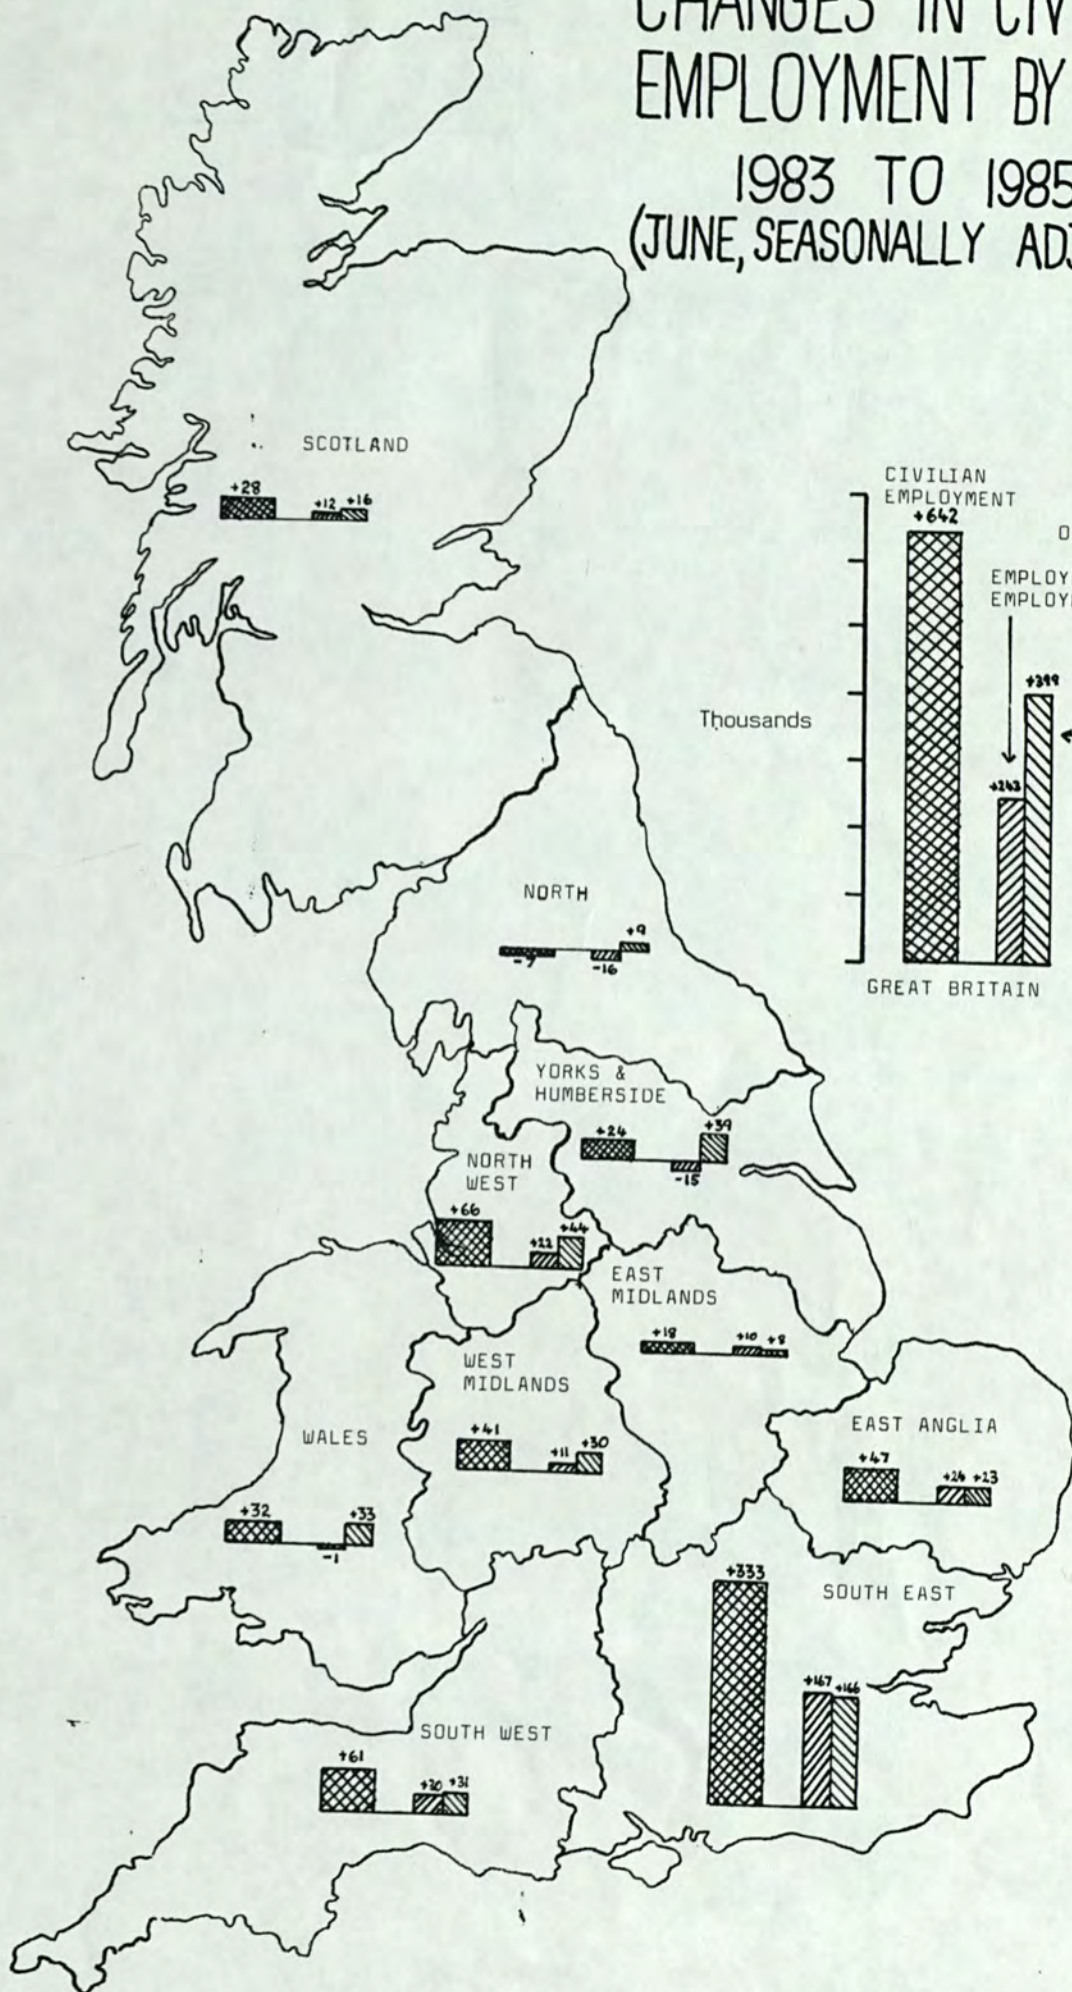 CHANGES IN CIV
EMPLOYMENT BY
1983 TO 1985
(JUNE, SEASONALLY ADJ
SCOTLAND
+28
+12 +16
CIVILIAN
EMPLOYMENT
+642
EMPLOY
EMPLOY
+399
Thousands
+243
GREAT BRITAIN
NORTH
+9
-7
-16
YORKS &
HUMBERSIDE
+24
+39
-15
NORTH
WEST
+66
+22 +44
EAST
MIDLANDS
+18
+10 +8
WEST
MIDLANDS
+41
+11 +30
EAST ANGLIA
+47
+24 +23
WALES
+32
+33
-1
SOUTH EAST
+333
+167 +166
SOUTH WEST
+61
+30 +31